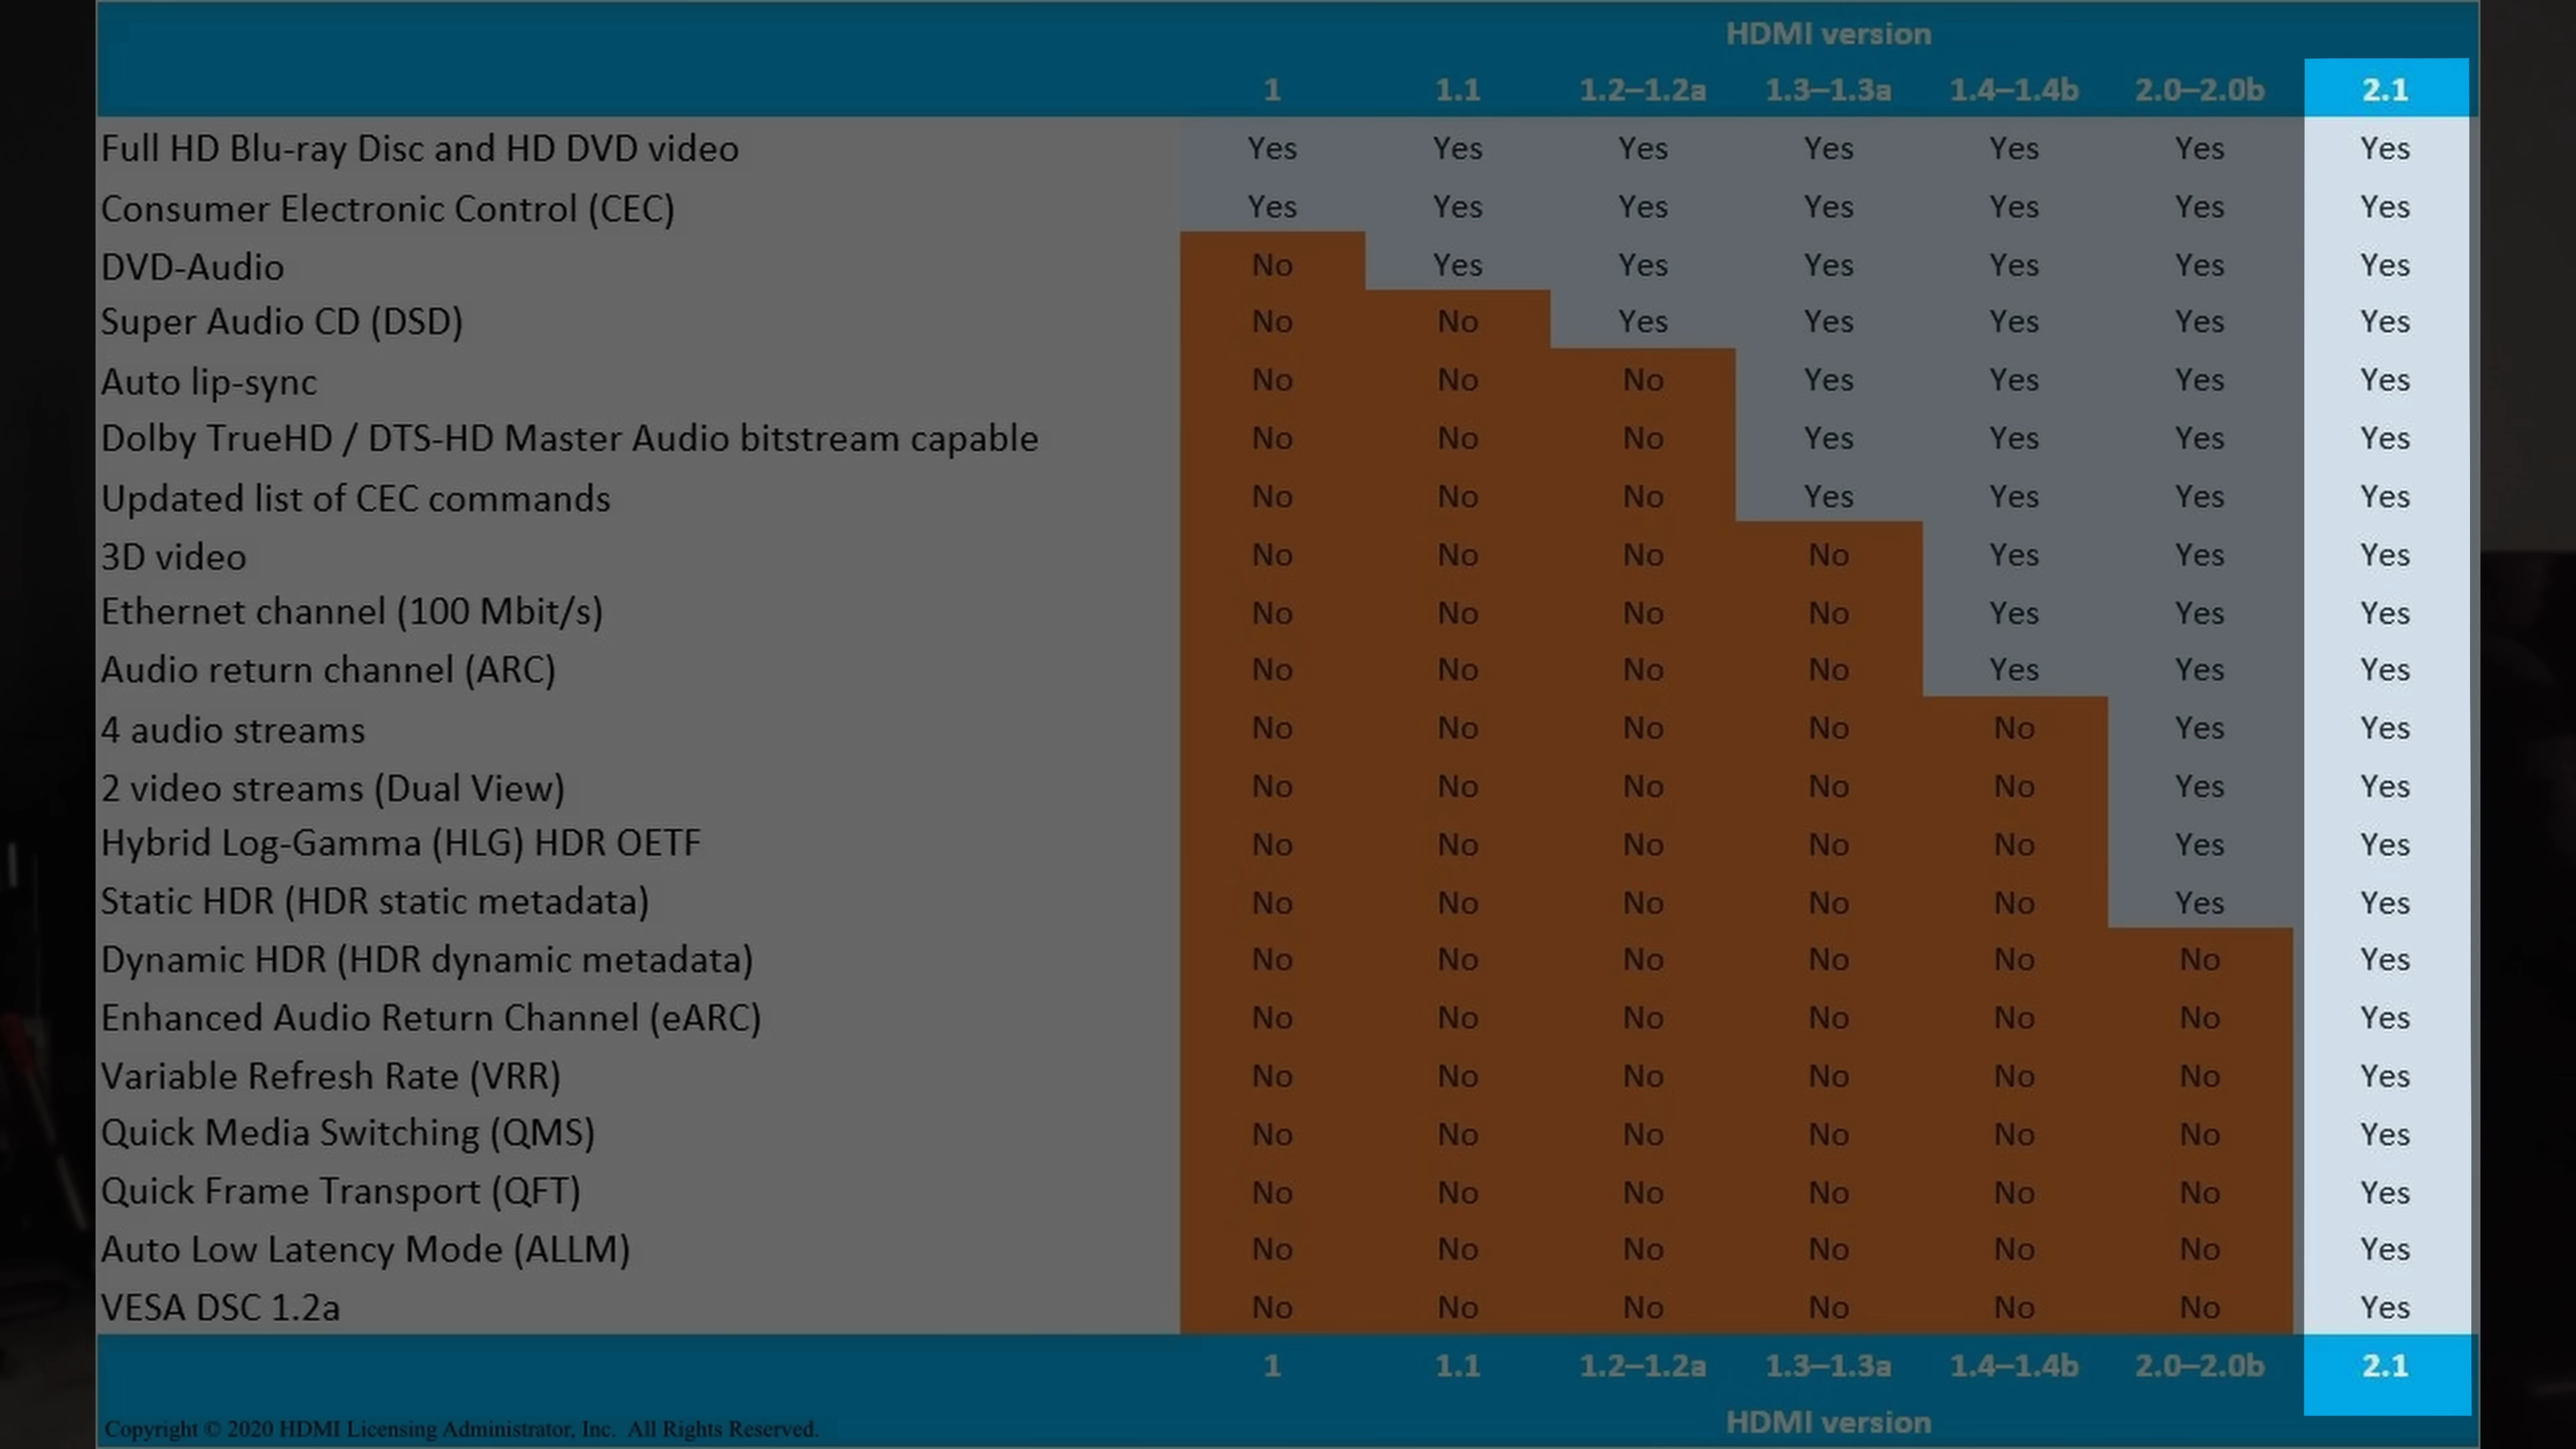 HDMI version
1 1.1 1.2–1.2a 1.3–1.3a 1.4–1.4b 2.0–2.0b 2.1
Full HD Blu-ray Disc and HD DVD video Yes Yes Yes Yes Yes Yes Yes
Consumer Electronic Control (CEC) Yes Yes Yes Yes Yes Yes Yes
DVD-Audio No Yes Yes Yes Yes Yes Yes
Super Audio CD (DSD) No No Yes Yes Yes Yes Yes
Auto lip-sync No No No Yes Yes Yes Yes
Dolby TrueHD / DTS-HD Master Audio bitstream capable No No No Yes Yes Yes Yes
Updated list of CEC commands No No No Yes Yes Yes Yes
3D video No No No No Yes Yes Yes
Ethernet channel (100 Mbit/s) No No No No Yes Yes Yes
Audio return channel (ARC) No No No No Yes Yes Yes
4 audio streams No No No No No Yes Yes
2 video streams (Dual View) No No No No No Yes Yes
Hybrid Log-Gamma (HLG) HDR OETF No No No No No Yes Yes
Static HDR (HDR static metadata) No No No No No Yes Yes
Dynamic HDR (HDR dynamic metadata) No No No No No No Yes
Enhanced Audio Return Channel (eARC) No No No No No No Yes
Variable Refresh Rate (VRR) No No No No No No Yes
Quick Media Switching (QMS) No No No No No No Yes
Quick Frame Transport (QFT) No No No No No No Yes
Auto Low Latency Mode (ALLM) No No No No No No Yes
VESA DSC 1.2a No No No No No No Yes
1 1.1 1.2–1.2a 1.3–1.3a 1.4–1.4b 2.0–2.0b 2.1
HDMI version
Copyright © 2020 HDMI Licensing Administrator, Inc. All Rights Reserved.